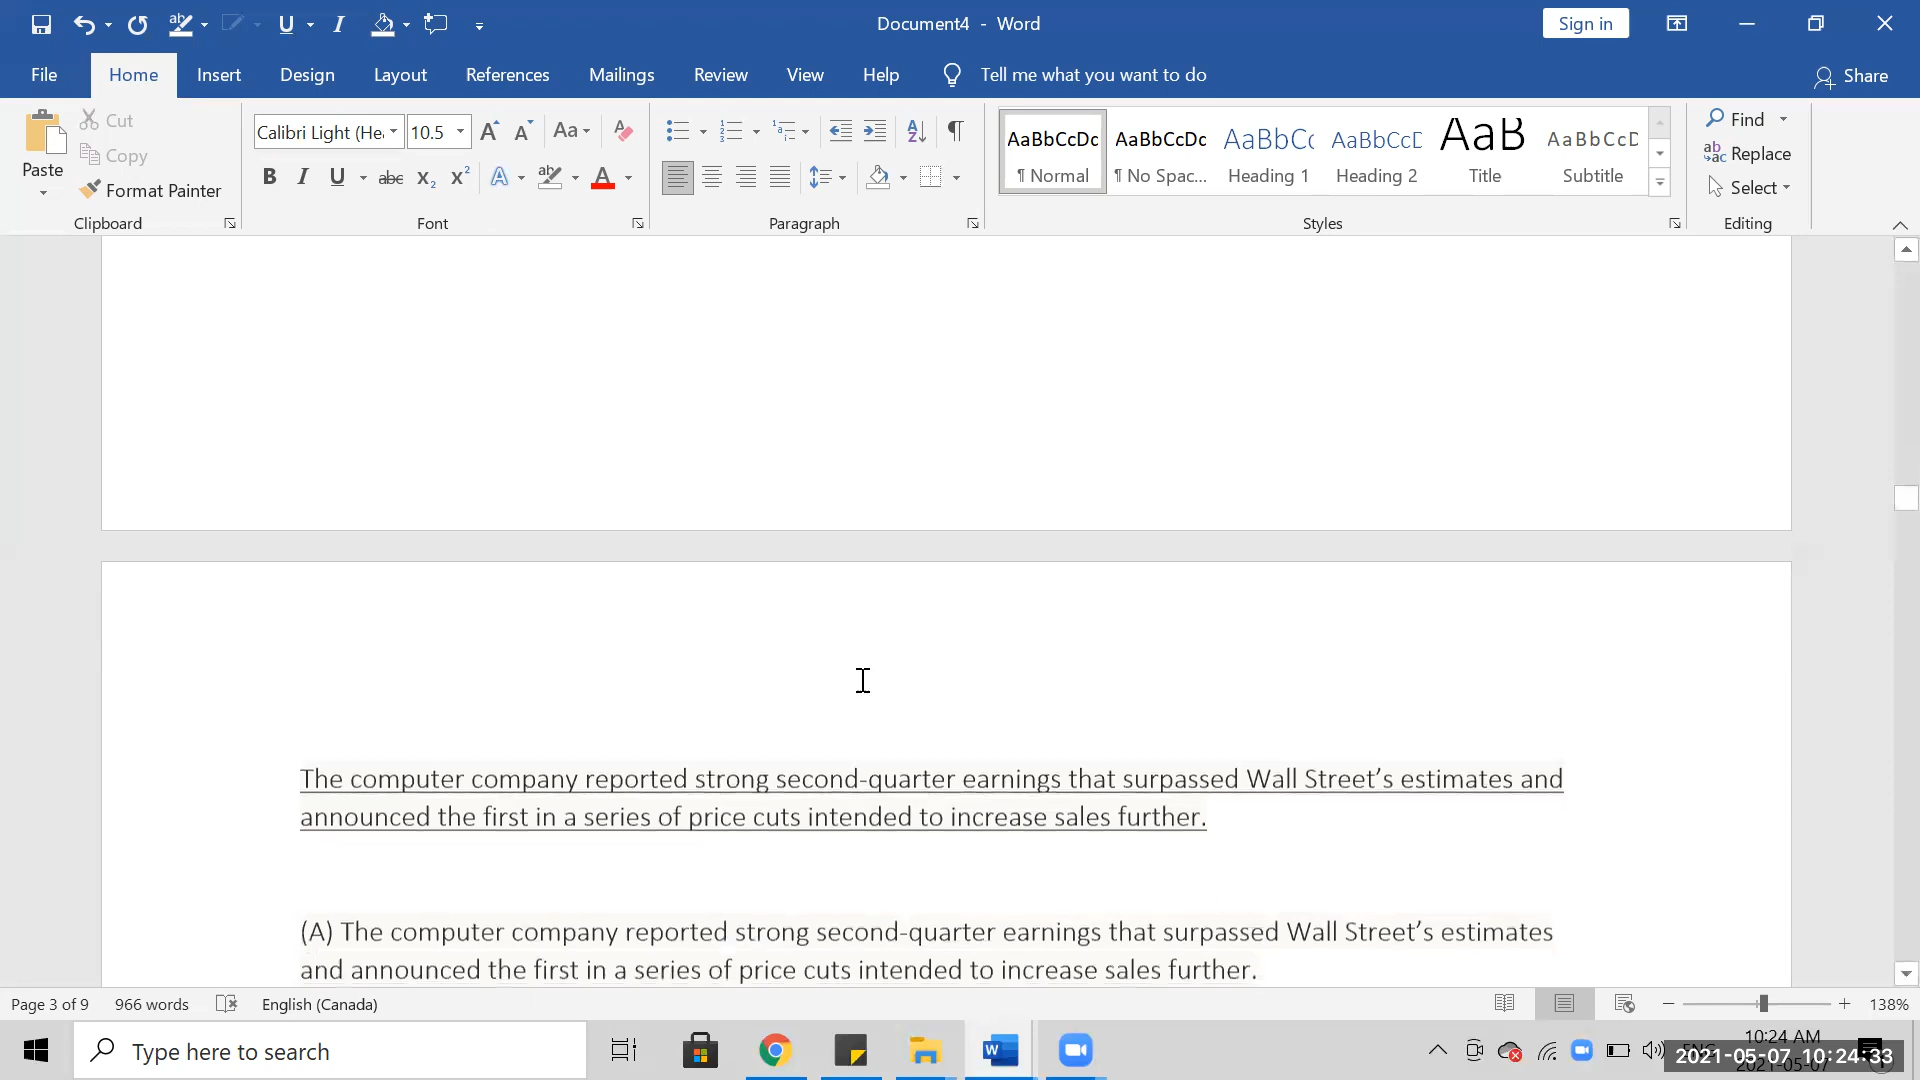 Document4 - Word
Sign in
File Home Insert Design Layout References Mailings Review View Help Tell me what you want to do Share
Paste
Cut
Copy
Format Painter
Clipboard
Calibri Light (He 10.5
Font
Paragraph
AaBbCcDc AaBbCcDc AaBbCc AaBbCcD AaB AaBbCcD
¶ Normal ¶ No Spac... Heading 1 Heading 2 Title Subtitle
Styles
Find
Replace
Select
Editing
The computer company reported strong second-quarter earnings that surpassed Wall Street’s estimates and
announced the first in a series of price cuts intended to increase sales further.
(A) The computer company reported strong second-quarter earnings that surpassed Wall Street’s estimates
and announced the first in a series of price cuts intended to increase sales further.
Page 3 of 9 966 words English (Canada) 138%
Type here to search
10:24 AM
2021-05-07 10:24:33